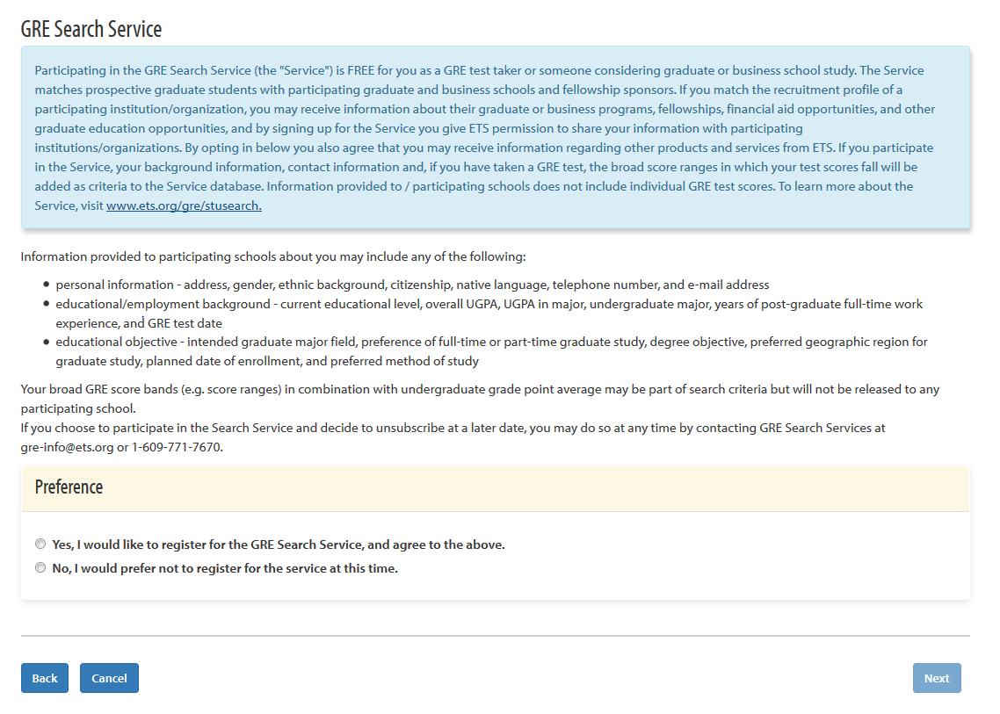 GRE Search Service
Participating in the GRE Search Service (the "Service") is FREE for you as a GRE test taker or someone considering graduate or business school study. The Service
matches prospective graduate students with participating graduate and business schools and fellowship sponsors. If you match the recruitment profile of a
participating institution/organization, you may receive information about their graduate or business programs, fellowships, financial aid opportunities, and other
graduate education opportunities, and by signing up for the Service you give ETS permission to share your information with participating
institutions/organizations. By opting in below you also agree that you may receive information regarding other products and services from ETS. If you participate
in the Service, your background information, contact information and, if you have taken a GRE test, the broad score ranges in which your test scores fall will be
added as criteria to the Service database. Information provided to / participating schools does not include individual GRE test scores. To learn more about the
Service, visit www.ets.org/gre/stusearch.
Information provided to participating schools about you may include any of the following:
• personal information - address, gender, ethnic background, citizenship, native language, telephone number, and e-mail address
• educational/employment background - current educational level, overall UGPA, UGPA in major, undergraduate major, years of post-graduate full-time work
experience, and GRE test date
• educational objective - intended graduate major field, preference of full-time or part-time graduate study, degree objective, preferred geographic region for
graduate study, planned date of enrollment, and preferred method of study
Your broad GRE score bands (e.g. score ranges) in combination with undergraduate grade point average may be part of search criteria but will not be released to any
participating school.
If you choose to participate in the Search Service and decide to unsubscribe at a later date, you may do so at any time by contacting GRE Search Services at
gre-info@ets.org or 1-609-771-7670.
Preference
Yes, I would like to register for the GRE Search Service, and agree to the above.
No, I would prefer not to register for the service at this time.
Back Cancel Next